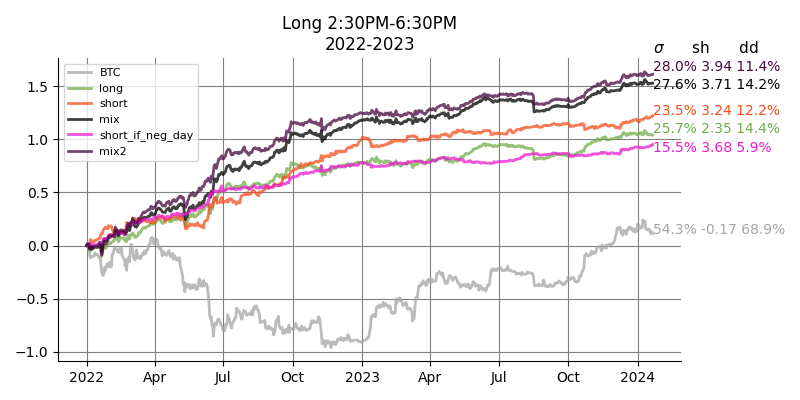 Long 2:30PM-6:30PM
2022-2023
σ sh dd
28.0% 3.94 11.4%
27.6% 3.71 14.2%
23.5% 3.24 12.2%
25.7% 2.35 14.4%
15.5% 3.68 5.9%
54.3% -0.17 68.9%
BTC
long
short
mix
short_if_neg_day
mix2
1.5
1.0
0.5
0.0
−0.5
−1.0
2022 Apr Jul Oct 2023 Apr Jul Oct 2024